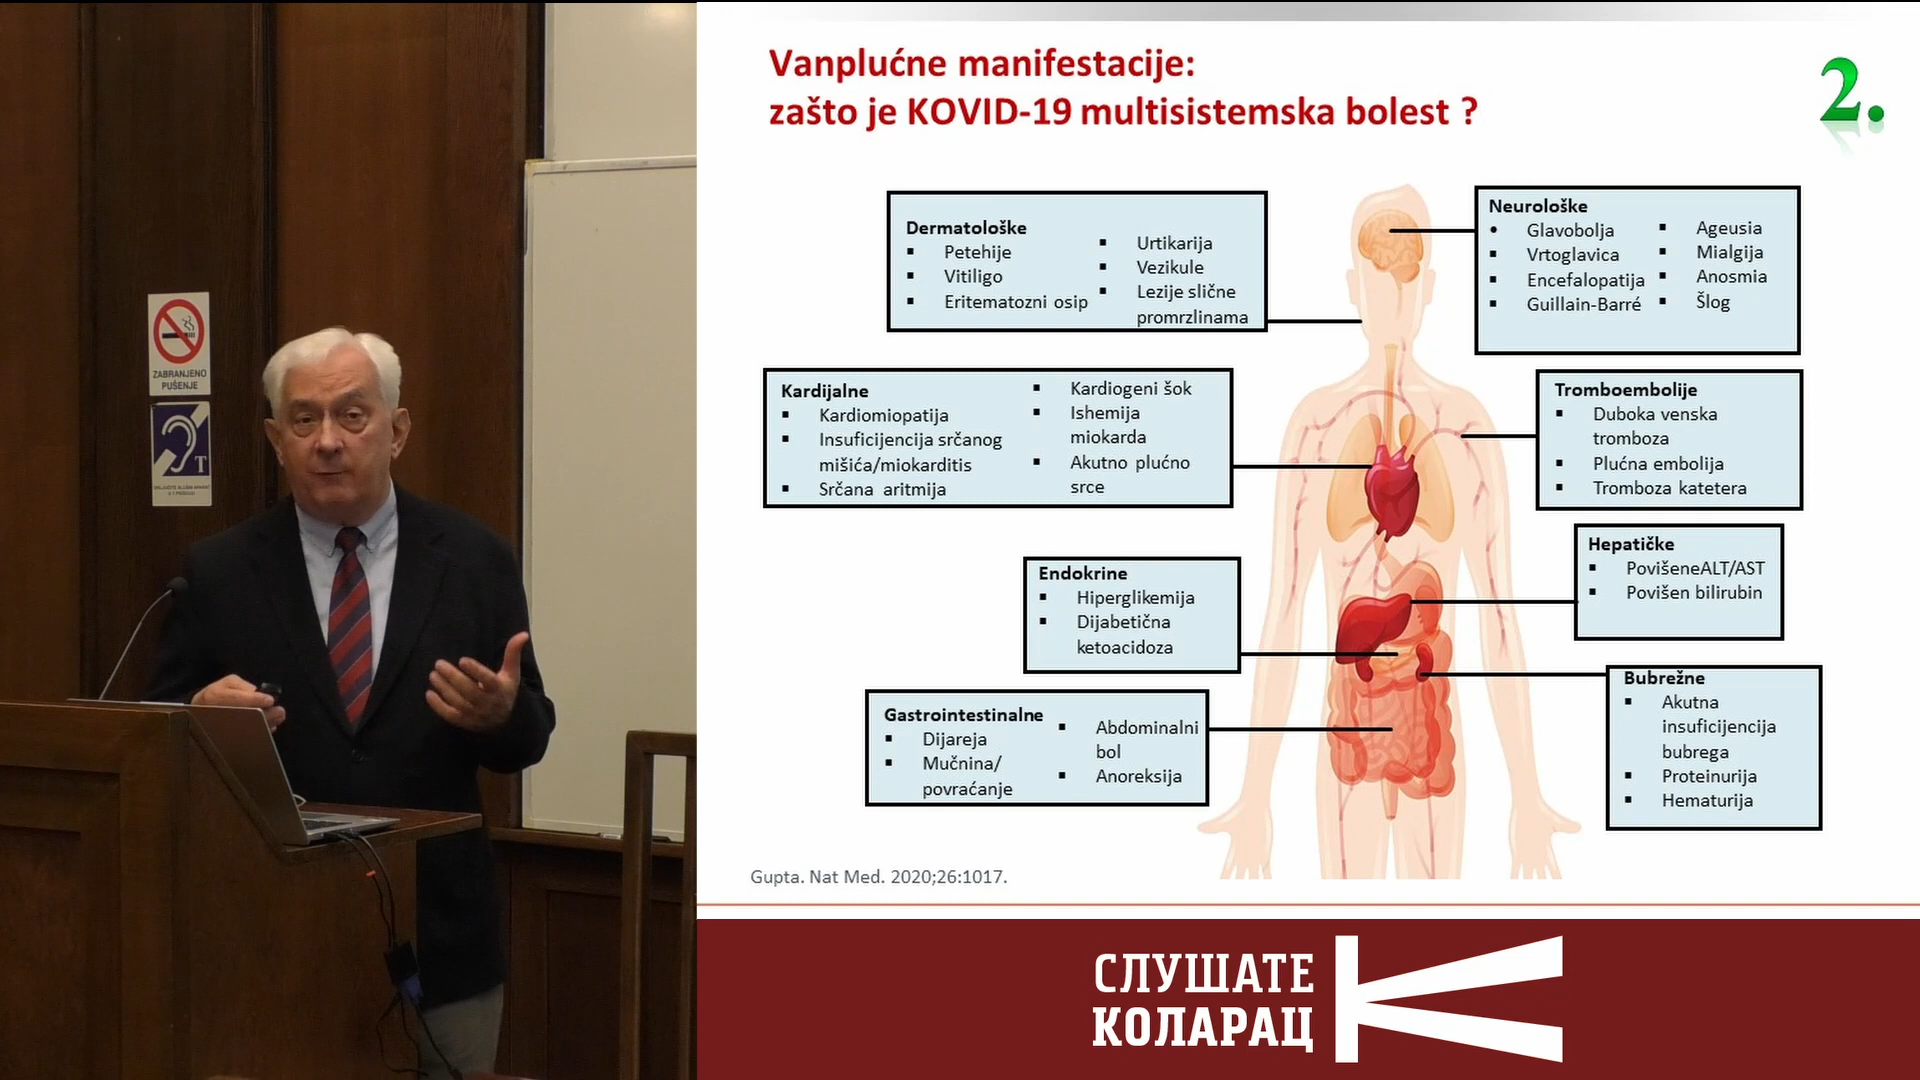 ZABRANJENO
PUŠENJE
T
Vanplućne manifestacije:
zašto je KOVID-19 multisistemska bolest ?
2.
Dermatološke
▪ Petehije
▪ Vitiligo
▪ Eritematozni osip
▪ Urtikarija
▪ Vezikule
▪ Lezije slične
promrzlinama
Neurološke
• Glavobolja
▪ Vrtoglavica
▪ Encefalopatija
▪ Guillain-Barré
▪ Ageusia
▪ Mialgija
▪ Anosmia
▪ Šlog
Kardijalne
▪ Kardiomiopatija
▪ Insuficijencija srčanog
mišića/miokarditis
▪ Srčana aritmija
▪ Kardiogeni šok
▪ Ishemija
miokarda
▪ Akutno plućno
srce
Tromboembolije
▪ Duboka venska
tromboza
▪ Plućna embolija
▪ Tromboza katetera
Endokrine
▪ Hiperglikemija
▪ Dijabetična
ketoacidoza
Hepatičke
▪ PovišeneALT/AST
▪ Povišen bilirubin
Gastrointestinalne
▪ Dijareja
▪ Mučnina/
povraćanje
▪ Abdominalni
bol
▪ Anoreksija
Bubrežne
▪ Akutna
insuficijencija
bubrega
▪ Proteinurija
▪ Hematurija
Gupta. Nat Med. 2020;26:1017.
СЛУШАТЕ
КОЛАРАЦ